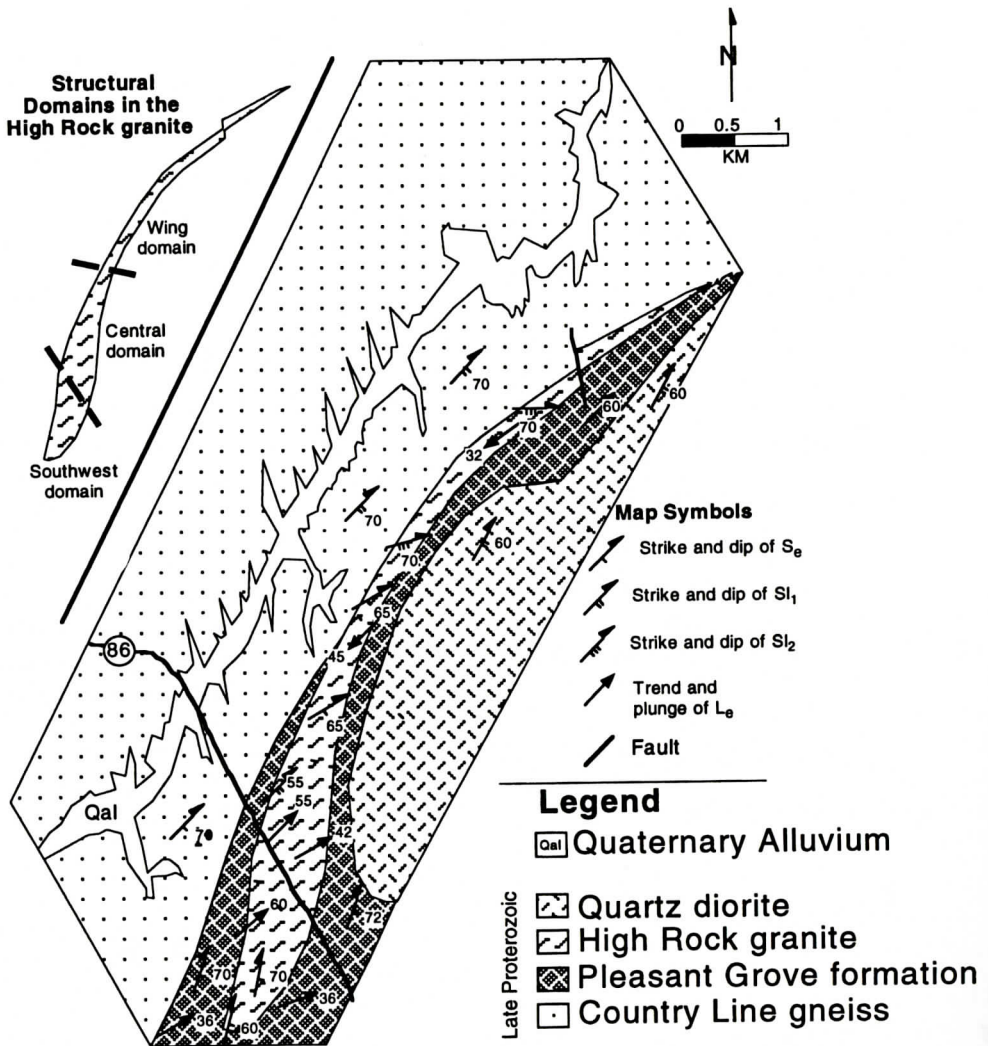 Structural
Domains in the
High Rock granite
Wing
domain
Central
domain
Southwest
domain
N
0 0.5 1
KM
70
60
60
70
32
70
60
70
65
45
65
86
55
55
Qal
42
60
72
70
70
36
36
60
Map Symbols
Strike and dip of Se
Strike and dip of Sl1
Strike and dip of Sl2
Trend and
plunge of Le
Fault
Legend
Qal Quaternary Alluvium
Late Proterozoic
Quartz diorite
High Rock granite
Pleasant Grove formation
Country Line gneiss